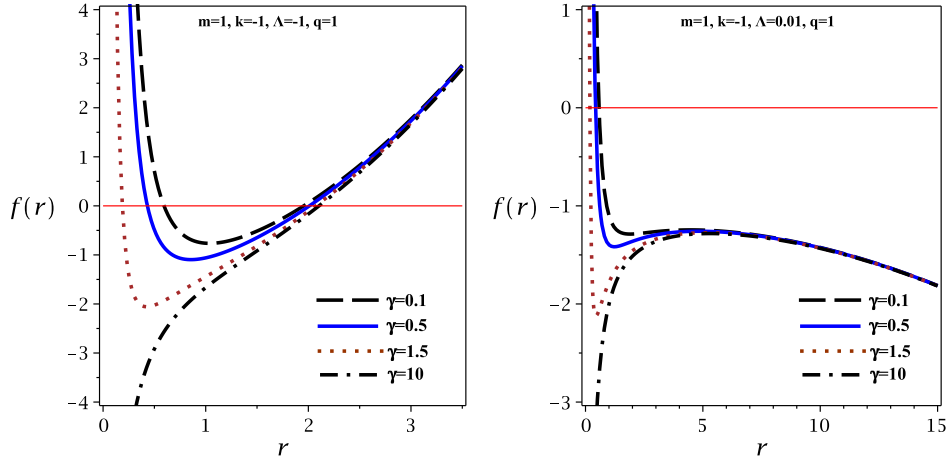 m=1, k=-1, Λ=-1, q=1
4
3
2
1
0
−1
−2
−3
−4
f(r)
0
1
2
3
r
γ=0.1
γ=0.5
γ=1.5
γ=10
m=1, k=-1, Λ=0.01, q=1
1
0
−1
−2
−3
f(r)
0
5
10
15
r
γ=0.1
γ=0.5
γ=1.5
γ=10